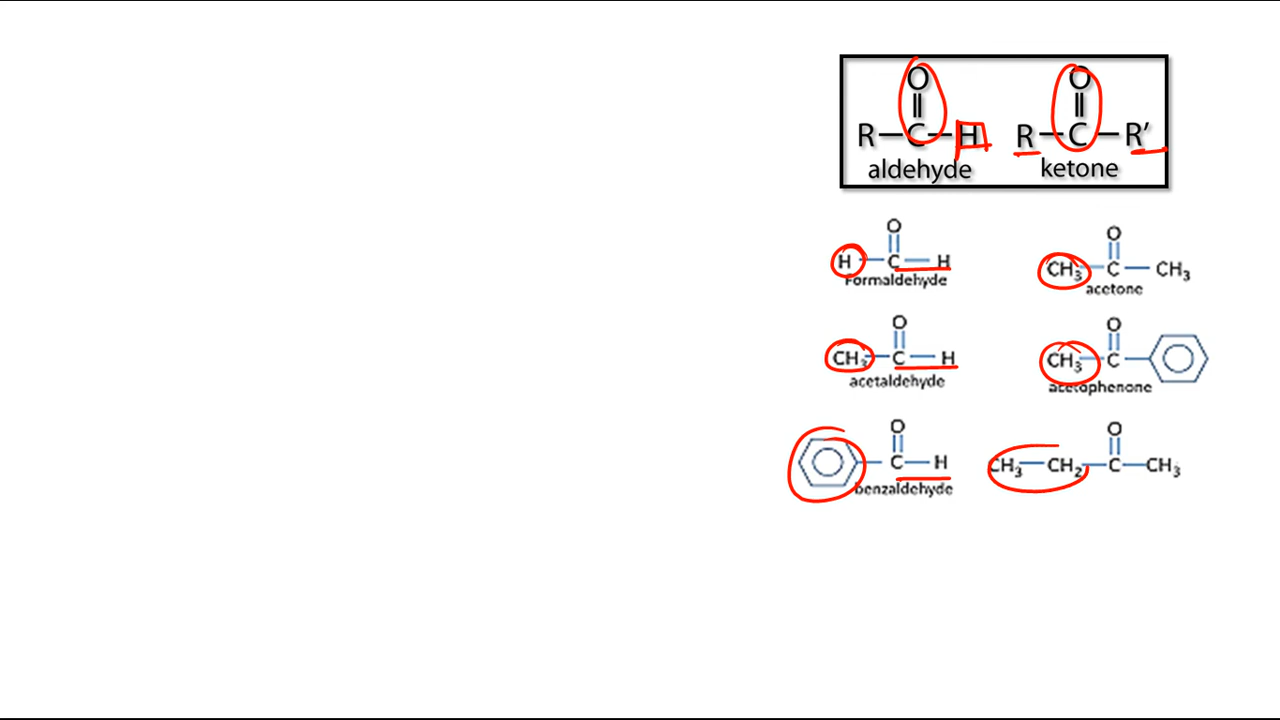 O O
R—C—H R—C—R’
aldehyde ketone
O O
H—C—H CH3—C—CH3
Formaldehyde acetone
O O
CH3—C—H CH3—C—
acetaldehyde acetophenone
O O
C—H CH3—CH2—C—CH3
benzaldehyde